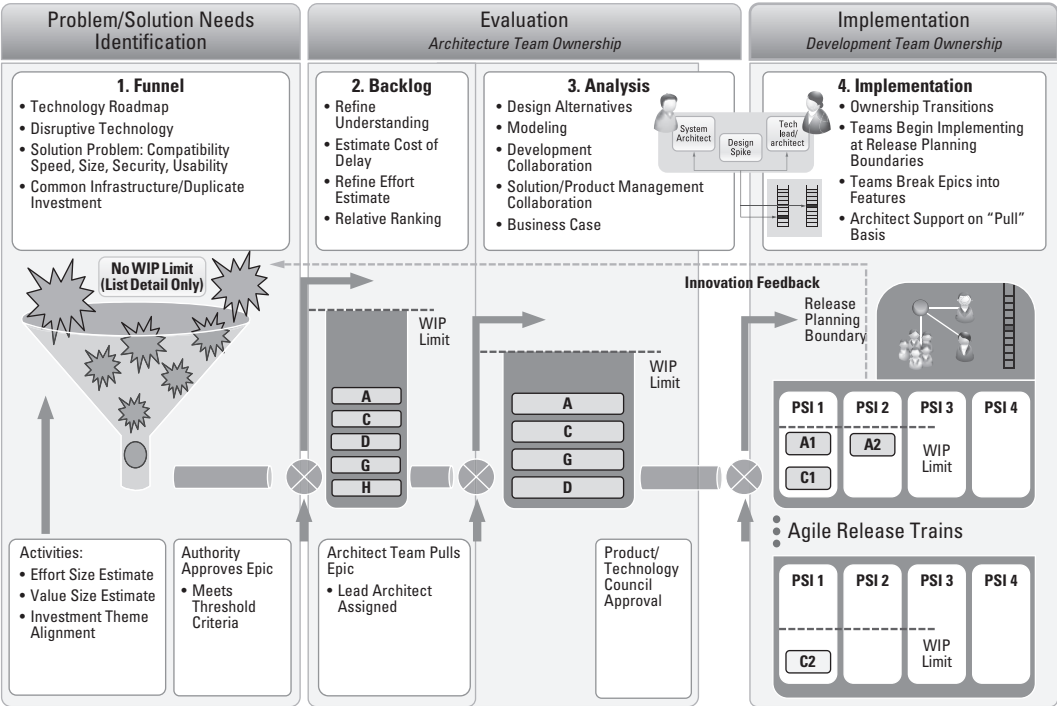 Problem/Solution Needs
Identification
Evaluation
Architecture Team Ownership
Implementation
Development Team Ownership
1. Funnel
• Technology Roadmap
• Disruptive Technology
• Solution Problem: Compatibility
Speed, Size, Security, Usability
• Common Infrastructure/Duplicate
Investment
2. Backlog
• Refine
Understanding
• Estimate Cost of
Delay
• Refine Effort
Estimate
• Relative Ranking
3. Analysis
• Design Alternatives
• Modeling
• Development
Collaboration
• Solution/Product Management
Collaboration
• Business Case
System
Architect
Design
Spike
Tech
lead/
architect
4. Implementation
• Ownership Transitions
• Teams Begin Implementing
at Release Planning
Boundaries
• Teams Break Epics into
Features
• Architect Support on “Pull”
Basis
No WIP Limit
(List Detail Only)
Innovation Feedback
WIP
Limit
A
C
D
G
H
WIP
Limit
A
C
G
D
Release
Planning
Boundary
PSI 1
PSI 2
PSI 3
PSI 4
A1
A2
WIP
Limit
C1
Agile Release Trains
PSI 1
PSI 2
PSI 3
PSI 4
WIP
Limit
C2
Activities:
• Effort Size Estimate
• Value Size Estimate
• Investment Theme
Alignment
Authority
Approves Epic
• Meets
Threshold
Criteria
Architect Team Pulls
Epic
• Lead Architect
Assigned
Product/
Technology
Council
Approval